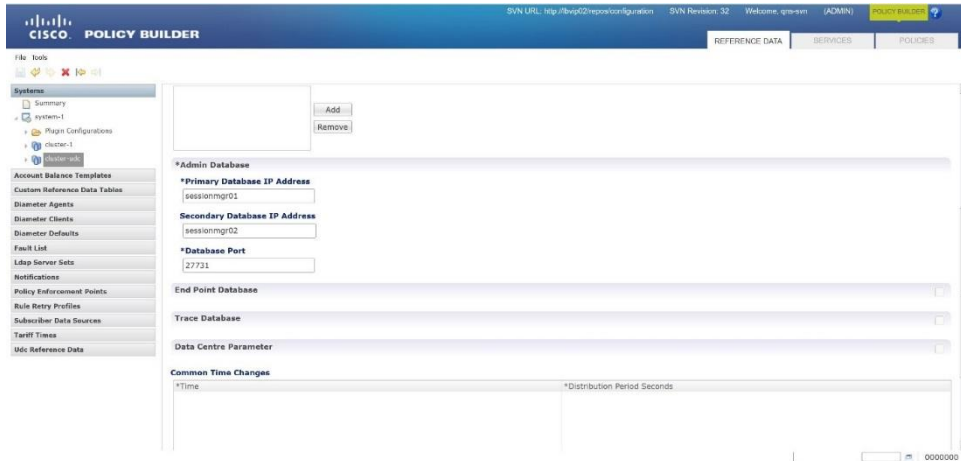 SVN URL: http://lbvip02/repos/configuration SVN Revision: 32 Welcome, qns-svn (ADMIN) POLICY BUILDER ?
CISCO. POLICY BUILDER
REFERENCE DATA SERVICES POLICIES
File Tools
Systems
Summary
system-1
Plugin Configurations
cluster-1
cluster-udc
Account Balance Templates
Custom Reference Data Tables
Diameter Agents
Diameter Clients
Diameter Defaults
Fault List
Ldap Server Sets
Notifications
Policy Enforcement Points
Rule Retry Profiles
Subscriber Data Sources
Tariff Times
Udc Reference Data
Add
Remove
*Admin Database
*Primary Database IP Address
sessionmgr01
Secondary Database IP Address
sessionmgr02
*Database Port
27731
End Point Database
Trace Database
Data Centre Parameter
Common Time Changes
*Time *Distribution Period Seconds
0000000